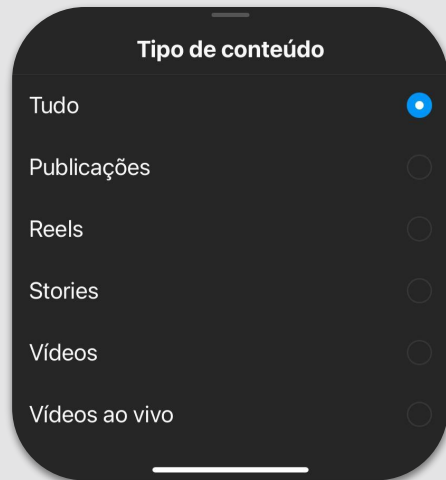 Tipo de conteúdo
Tudo
Publicações
Reels
Stories
Vídeos
Vídeos ao vivo